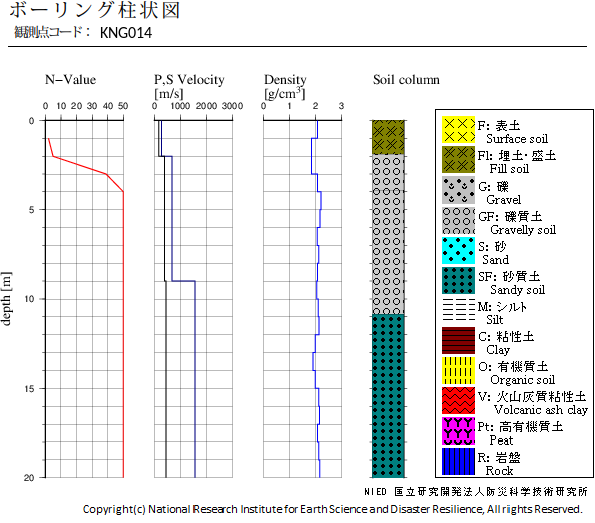 ボーリング柱状図
観測点コード： KNG014
N−Value
P,S Velocity
[m/s]
Density
[g/cm³]
Soil column
0 10 20 30 40 50
0 1000 2000 3000
0 1 2 3
depth [m]
0
5
10
15
20
F: 表土
Surface soil
Fl: 埋土・盛土
Fill soil
G: 礫
Gravel
GF: 礫質土
Gravelly soil
S: 砂
Sand
SF: 砂質土
Sandy soil
M: シルト
Silt
C: 粘性土
Clay
O: 有機質土
Organic soil
V: 火山灰質粘性土
Volcanic ash clay
Pt: 高有機質土
Peat
R: 岩盤
Rock
NIED 国立研究開発法人防災科学技術研究所
Copyright(c) National Research Institute for Earth Science and Disaster Resilience, All rights Reserved.